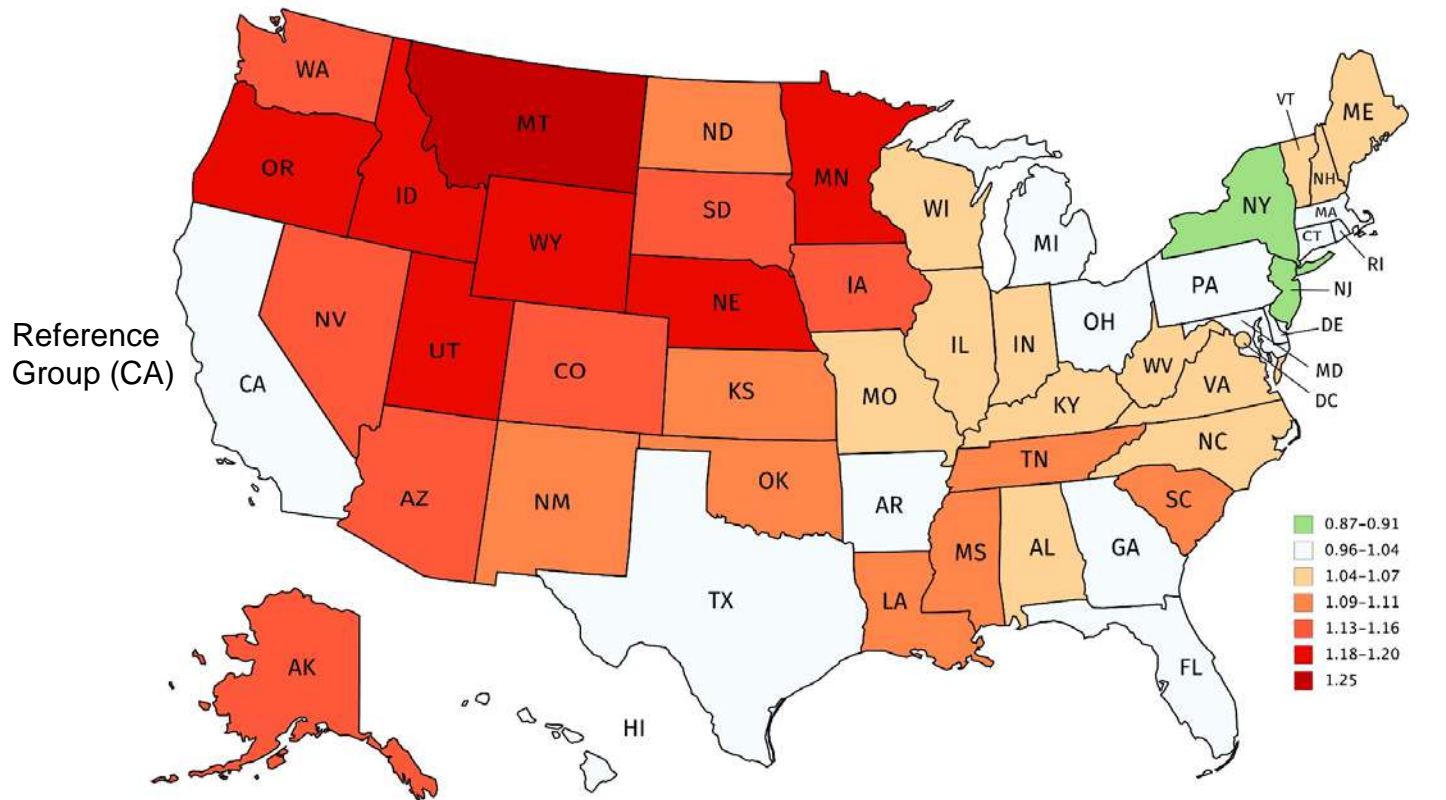 WA
MT
ND
MN
OR
ID
SD
WY
WI
MI
VT
ME
NH
NY
MA
CT
RI
NJ
PA
DE
MD
DC
Reference
Group (CA)
CA
NV
UT
CO
NE
IA
IL
IN
OH
WV
VA
KS
MO
KY
NC
AZ
NM
OK
AR
TN
SC
MS
AL
GA
TX
LA
FL
AK
HI
0.87–0.91
0.96–1.04
1.04–1.07
1.09–1.11
1.13–1.16
1.18–1.20
1.25